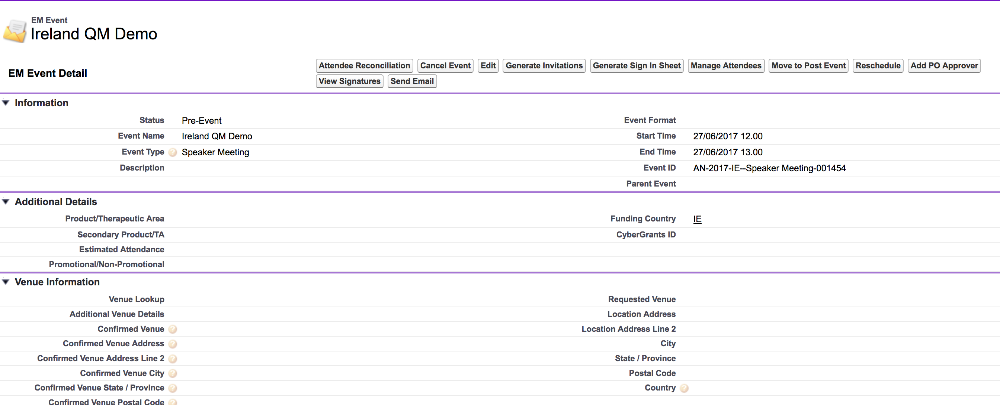 EM Event
Ireland QM Demo
EM Event Detail
Attendee Reconciliation Cancel Event Edit Generate Invitations Generate Sign In Sheet Manage Attendees Move to Post Event Reschedule Add PO Approver
View Signatures Send Email
Information
Status Pre-Event Event Format
Event Name Ireland QM Demo Start Time 27/06/2017 12.00
Event Type ? Speaker Meeting End Time 27/06/2017 13.00
Description Event ID AN-2017-IE--Speaker Meeting-001454
Parent Event
Additional Details
Product/Therapeutic Area Funding Country IE
Secondary Product/TA CyberGrants ID
Estimated Attendance
Promotional/Non-Promotional
Venue Information
Venue Lookup Requested Venue
Additional Venue Details Location Address
Confirmed Venue ? Location Address Line 2
Confirmed Venue Address ? City
Confirmed Venue Address Line 2 ? State / Province
Confirmed Venue City ? Postal Code
Confirmed Venue State / Province ? Country ?
Confirmed Venue Postal Code ?